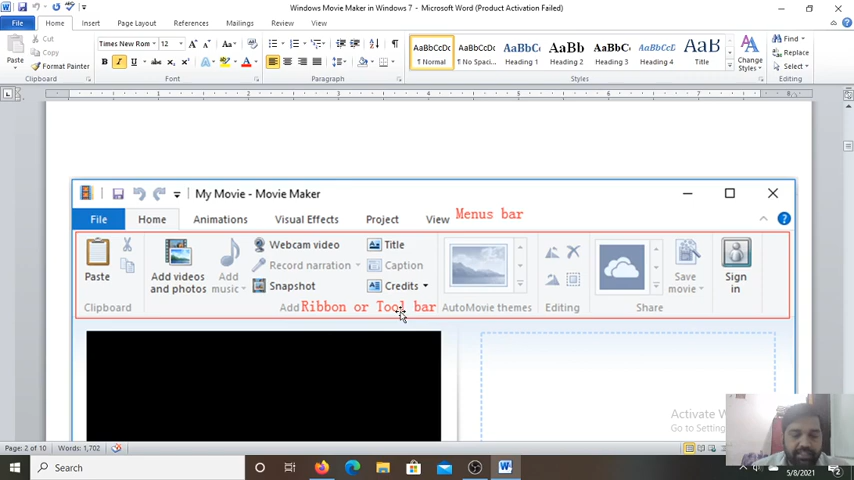 Windows Movie Maker in Windows 7 - Microsoft Word (Product Activation Failed)
File Home Insert Page Layout References Mailings Review View
Cut
Copy
Format Painter
Paste
Times New Rom 12
AaBbCcDc AaBbCcDc AaBbC AaBb AaBbC AaBbCcI AaB
¶ Normal ¶ No Spaci... Heading 1 Heading 2 Heading 3 Heading 4 Title
Change Styles
Find
Replace
Select
Clipboard Font Paragraph Styles Editing
My Movie - Movie Maker
File Home Animations Visual Effects Project View Menus bar
Paste
Add videos and photos
Add music
Webcam video
Record narration
Snapshot
Title
Caption
Credits
Save movie
Sign in
Clipboard Add Ribbon or Tool bar AutoMovie themes Editing Share
Activate W
Go to Setting
Page: 2 of 10 Words: 1,702
Search
5/8/2021